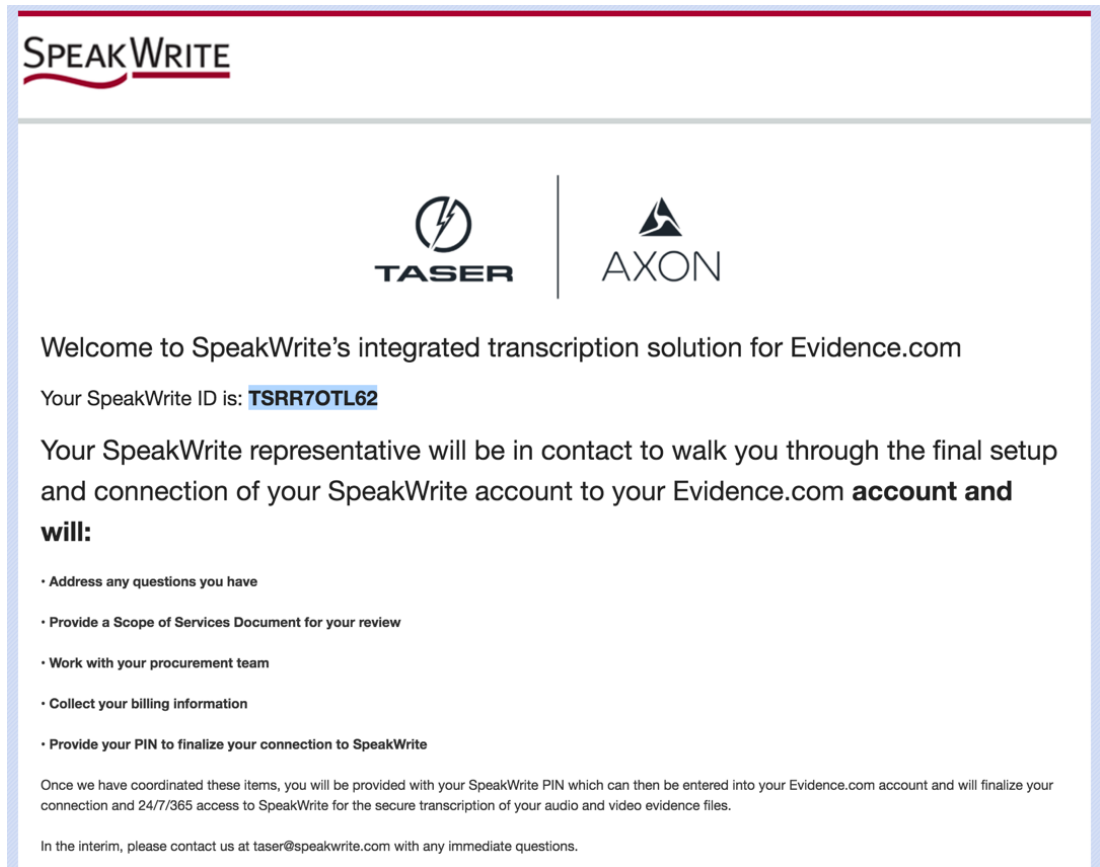 SPEAKWRITE
TASER
AXON
Welcome to SpeakWrite's integrated transcription solution for Evidence.com
Your SpeakWrite ID is: TSRR7OTL62
Your SpeakWrite representative will be in contact to walk you through the final setup
and connection of your SpeakWrite account to your Evidence.com account and
will:
• Address any questions you have
• Provide a Scope of Services Document for your review
• Work with your procurement team
• Collect your billing information
• Provide your PIN to finalize your connection to SpeakWrite
Once we have coordinated these items, you will be provided with your SpeakWrite PIN which can then be entered into your Evidence.com account and will finalize your
connection and 24/7/365 access to SpeakWrite for the secure transcription of your audio and video evidence files.
In the interim, please contact us at taser@speakwrite.com with any immediate questions.